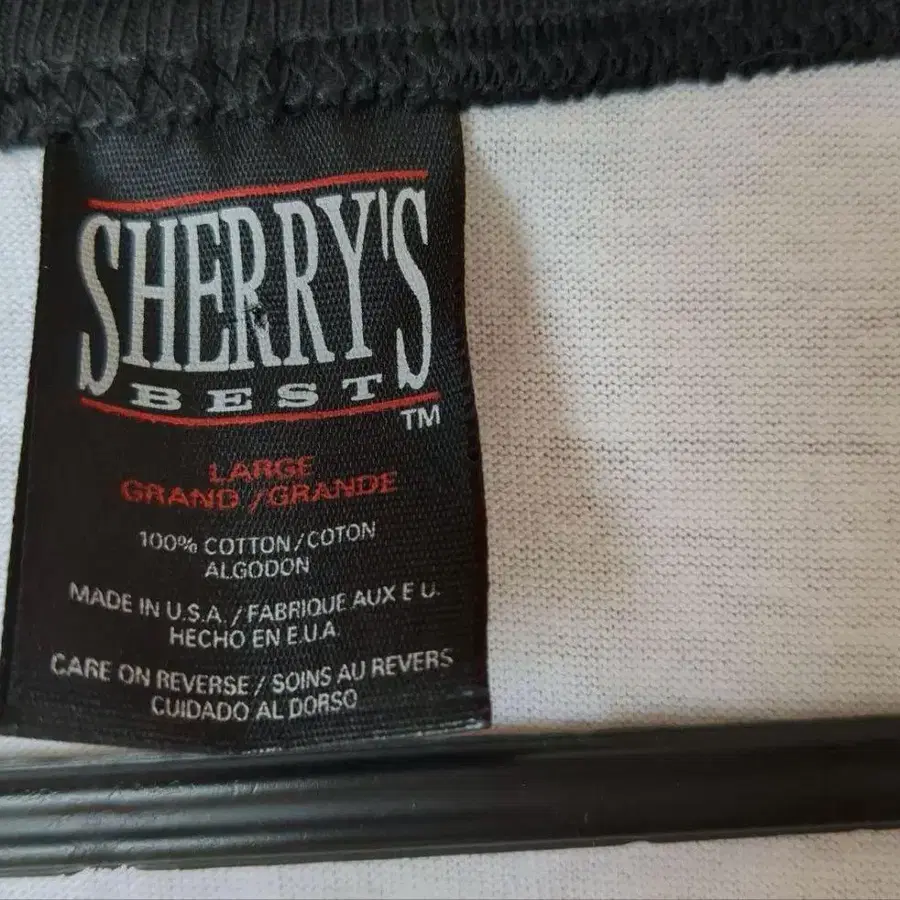 SHERRY'S
BEST
TM
LARGE
GRAND / GRANDE
100% COTTON / COTON
ALGODON
MADE IN U.S.A. / FABRIQUE AUX E U.
HECHO EN E.U.A.
CARE ON REVERSE / SOINS AU REVERS
CUIDADO AL DORSO